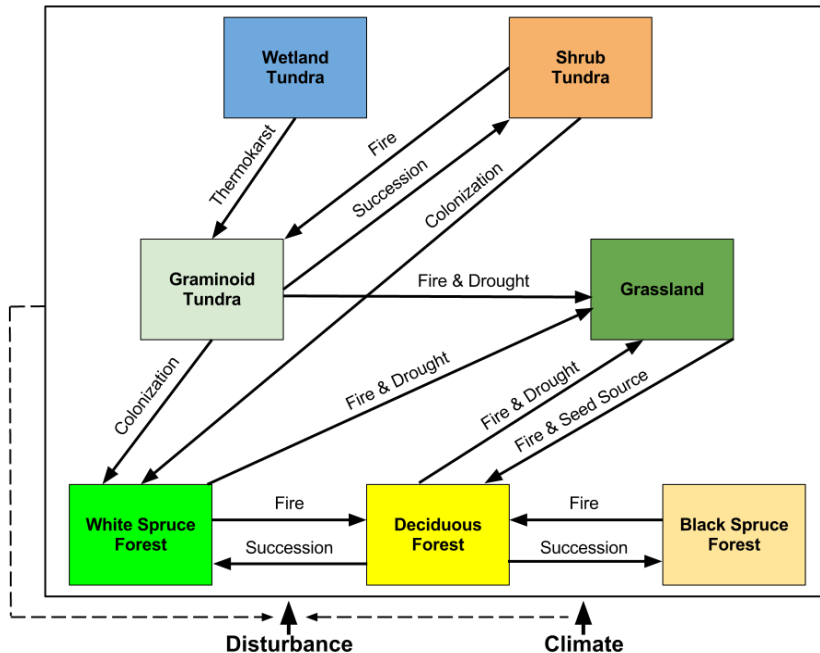 Wetland
Tundra
Shrub
Tundra
Thermokarst
Fire
Succession
Colonization
Graminoid
Tundra
Fire & Drought
Grassland
Colonization
Fire & Drought
Fire & Drought
Fire & Seed Source
White Spruce
Forest
Fire
Succession
Deciduous
Forest
Fire
Succession
Black Spruce
Forest
Disturbance
Climate